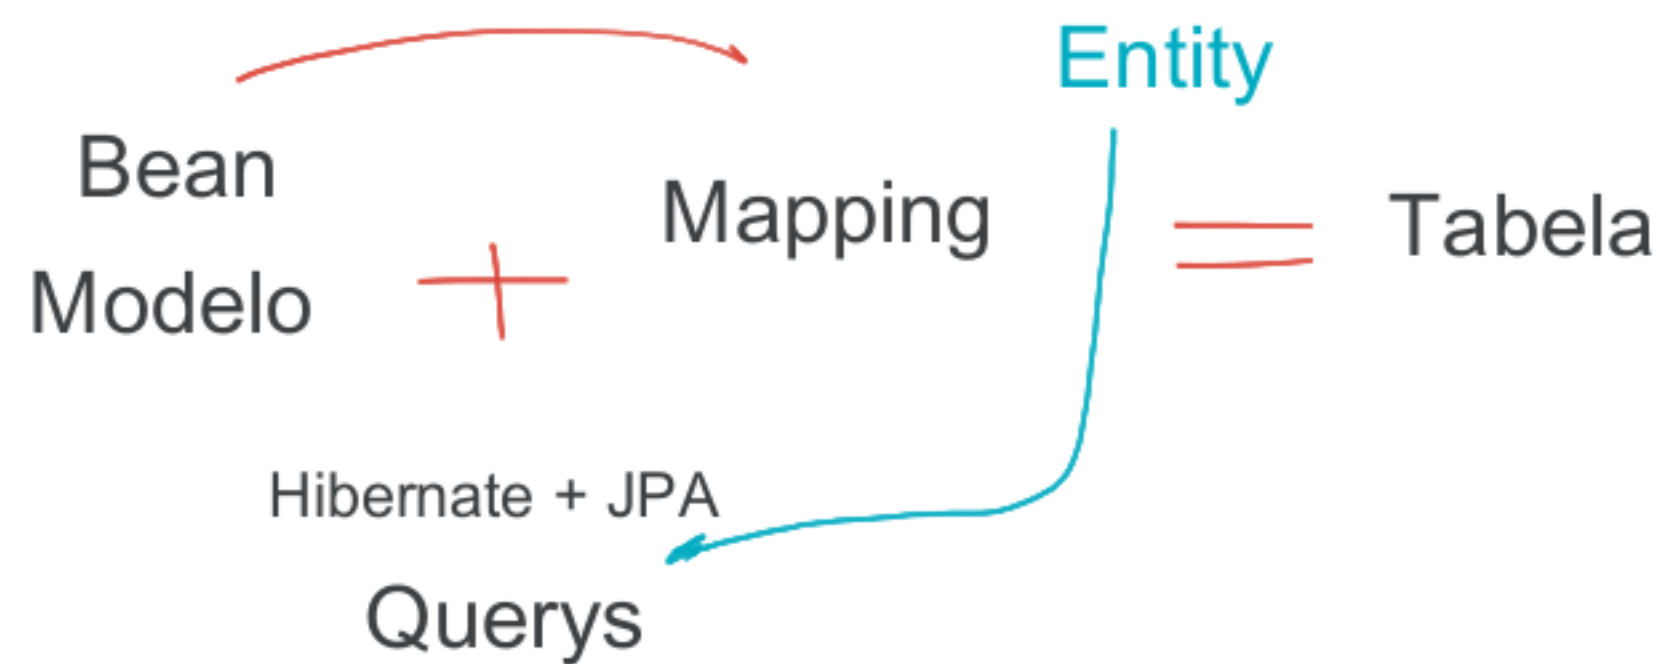 Entity
Bean
Modelo
+
Mapping
=
Tabela
Hibernate + JPA
Querys